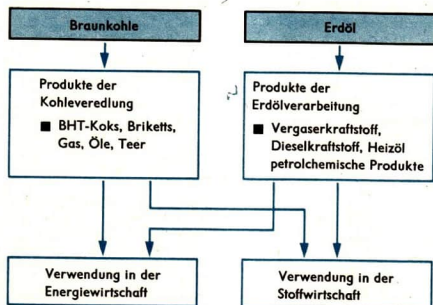 Braunkohle
Erdöl
Produkte der
Kohleveredlung
■ BHT-Koks, Briketts,
Gas, Öle, Teer
Produkte der
Erdölverarbeitung
■ Vergaserkraftstoff,
Dieselkraftstoff, Heizöl
petrolchemische Produkte
Verwendung in der
Energiewirtschaft
Verwendung in der
Stoffwirtschaft